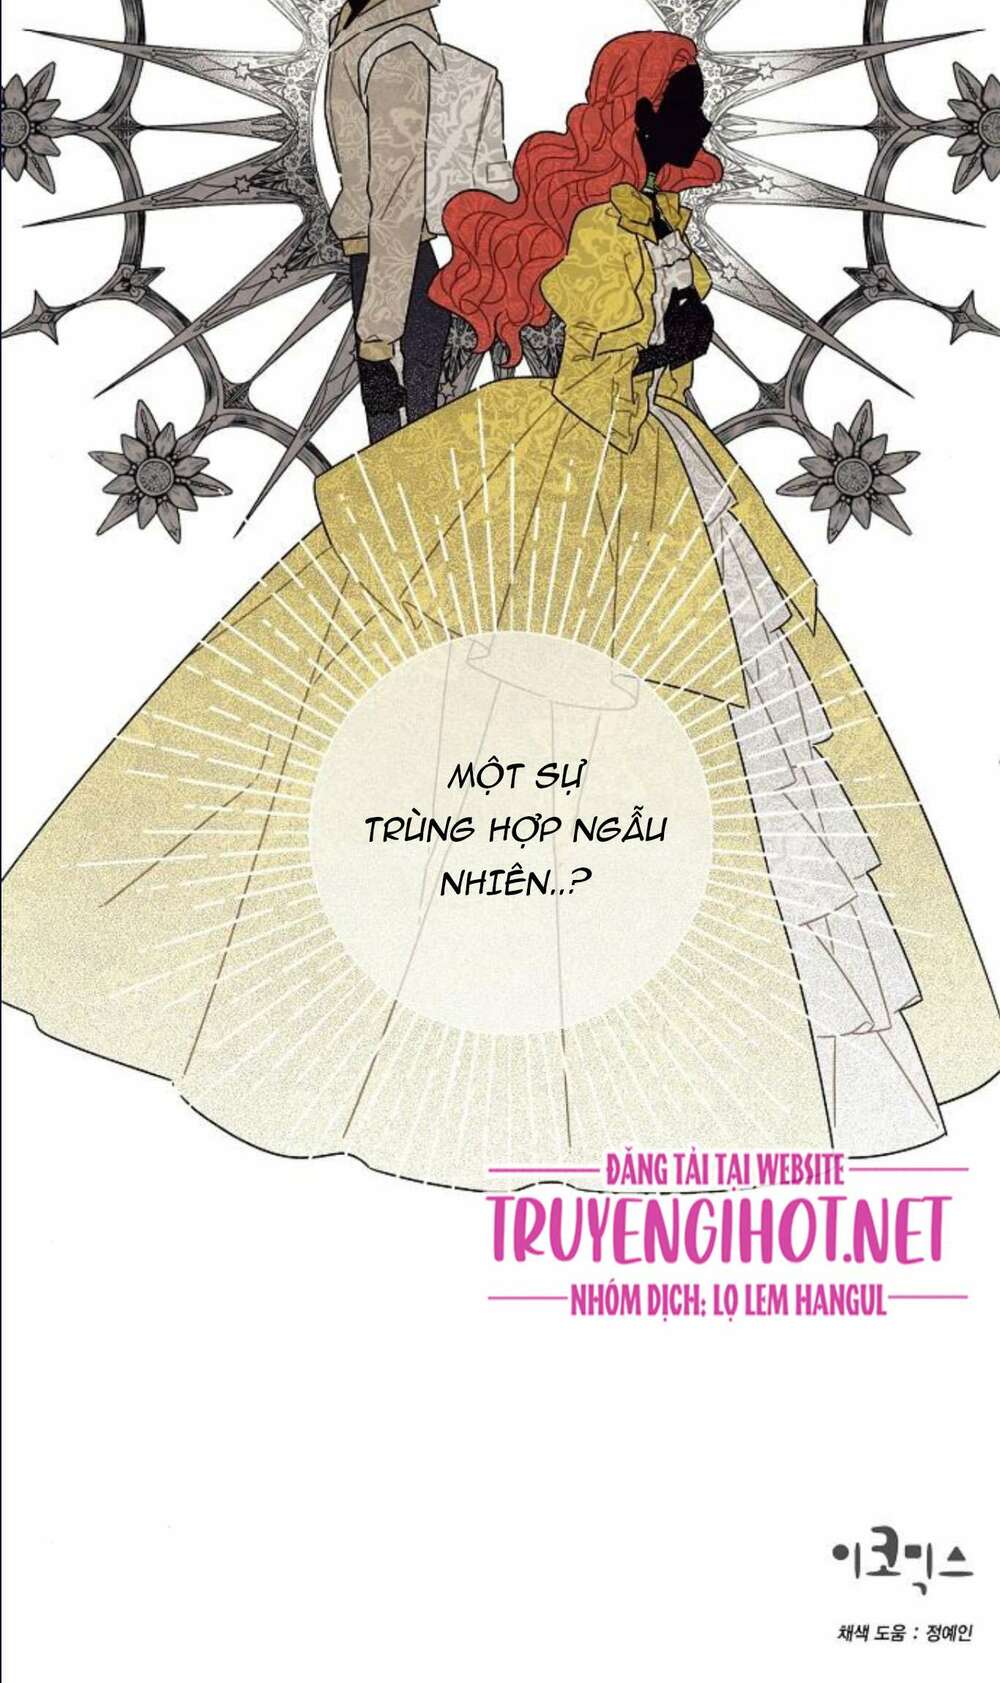 MỘT SỰ
TRÙNG HỢP NGẪU
NHIÊN..?
ĐĂNG TẢI TẠI WEBSITE
TRUYENGIHOT.NET
NHÓM DỊCH: LỌ LEM HANGUL
이코믹스
채색 도움 : 정예인